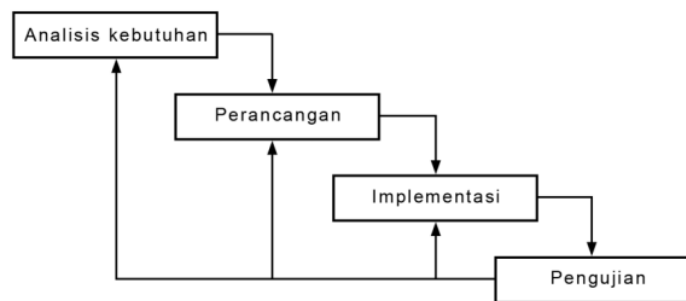 Analisis kebutuhan
Perancangan
Implementasi
Pengujian